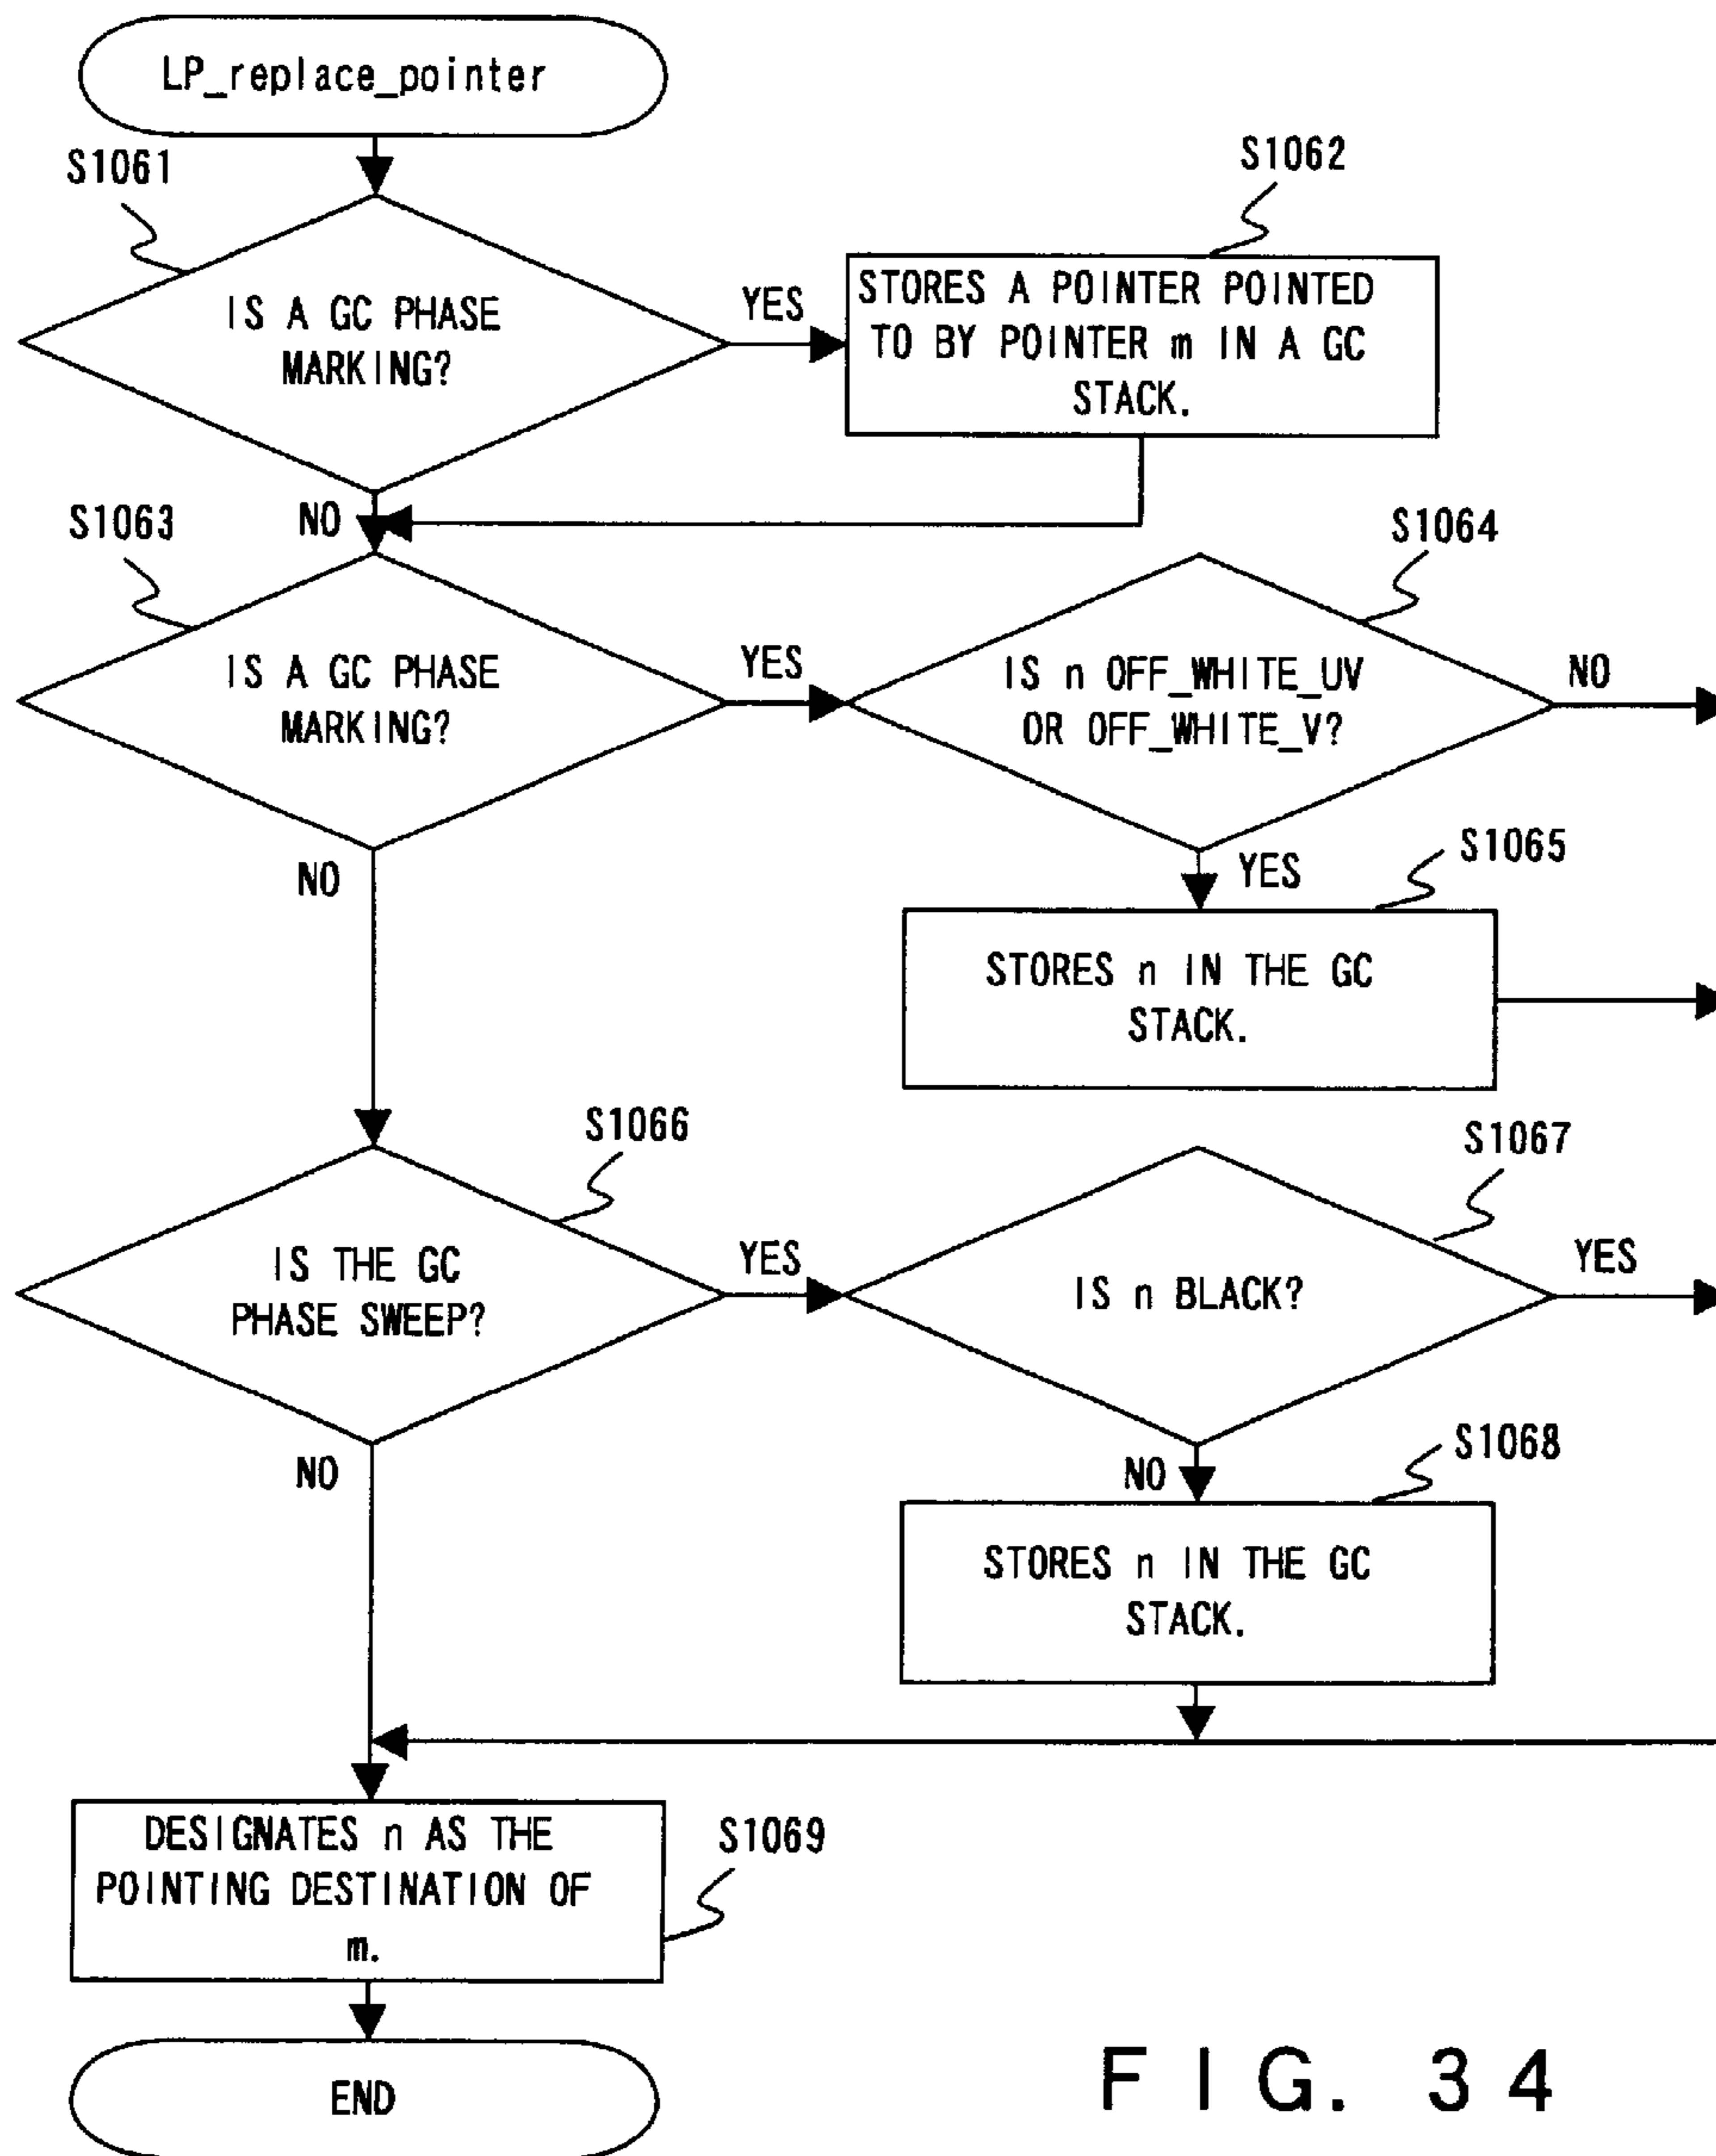 LP_replace_pointer
S1061
S1062
IS A GC PHASE
MARKING?
YES
STORES A POINTER POINTED
TO BY POINTER m IN A GC
STACK.
NO
S1063
S1064
IS A GC PHASE
MARKING?
YES
IS n OFF_WHITE_UV
OR OFF_WHITE_V?
NO
NO
YES
S1065
STORES n IN THE GC
STACK.
S1066
S1067
IS THE GC
PHASE SWEEP?
YES
IS n BLACK?
YES
NO
NO
S1068
STORES n IN THE GC
STACK.
DESIGNATES n AS THE
POINTING DESTINATION OF
m.
S1069
END
FIG. 34